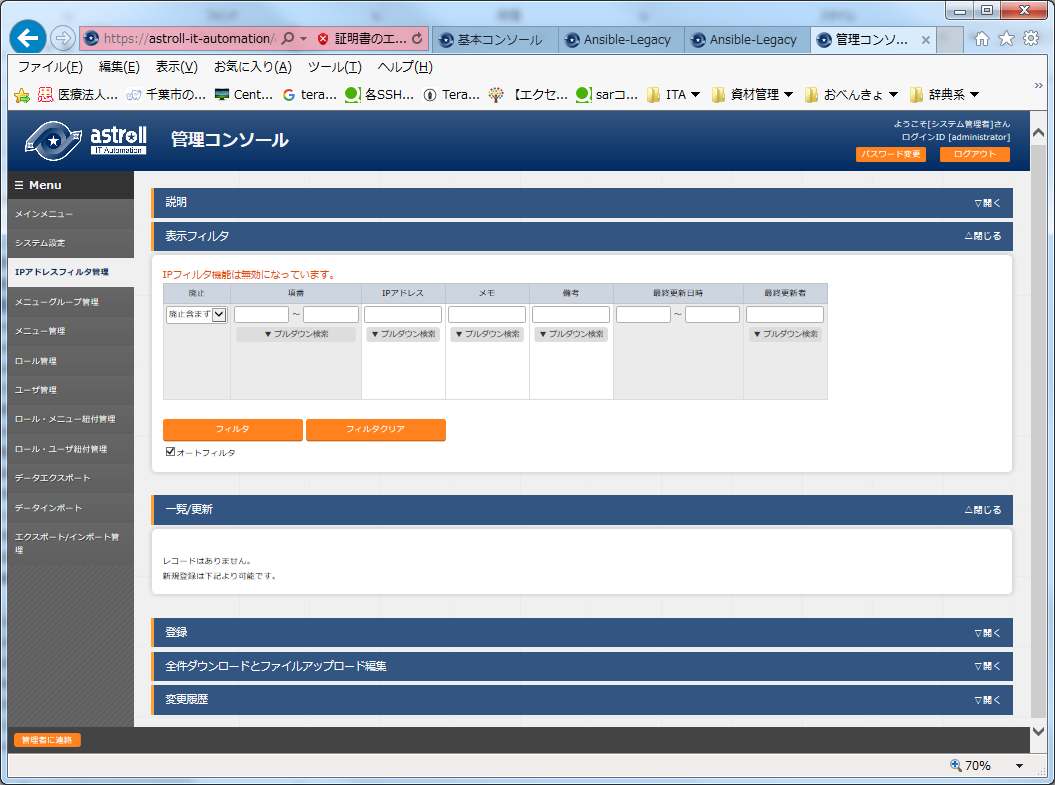 https://astroll-it-automation/
証明書のエ...
基本コンソール
Ansible-Legacy
Ansible-Legacy
管理コンソ...
ファイル(F) 編集(E) 表示(V) お気に入り(A) ツール(T) ヘルプ(H)
医療法人... 千葉市の... Cent... tera... 各SSH... Tera... 【エクセ... sarコ... ITA 資材管理 おべんきょ 辞典系
astroll
IT Automation
管理コンソール
ようこそ[システム管理者]さん
ログインID [administrator]
パスワード変更 ログアウト
☰ Menu
メインメニュー
システム設定
IPアドレスフィルタ管理
メニューグループ管理
メニュー管理
ロール管理
ユーザ管理
ロール・メニュー紐付管理
ロール・ユーザ紐付管理
データエクスポート
データインポート
エクスポート/インポート管
理
説明 ▽開く
表示フィルタ △閉じる
IPフィルタ機能は無効になっています。
廃止 項番 IPアドレス メモ 備考 最終更新日時 最終更新者
廃止含まず ～ ～
▼ プルダウン検索 ▼ プルダウン検索 ▼ プルダウン検索 ▼ プルダウン検索 ▼ プルダウン検索
フィルタ フィルタクリア
オートフィルタ
一覧/更新 △閉じる
レコードはありません。
新規登録は下記より可能です。
登録 ▽開く
全件ダウンロードとファイルアップロード編集 ▽開く
変更履歴 ▽開く
管理者に連絡
70%